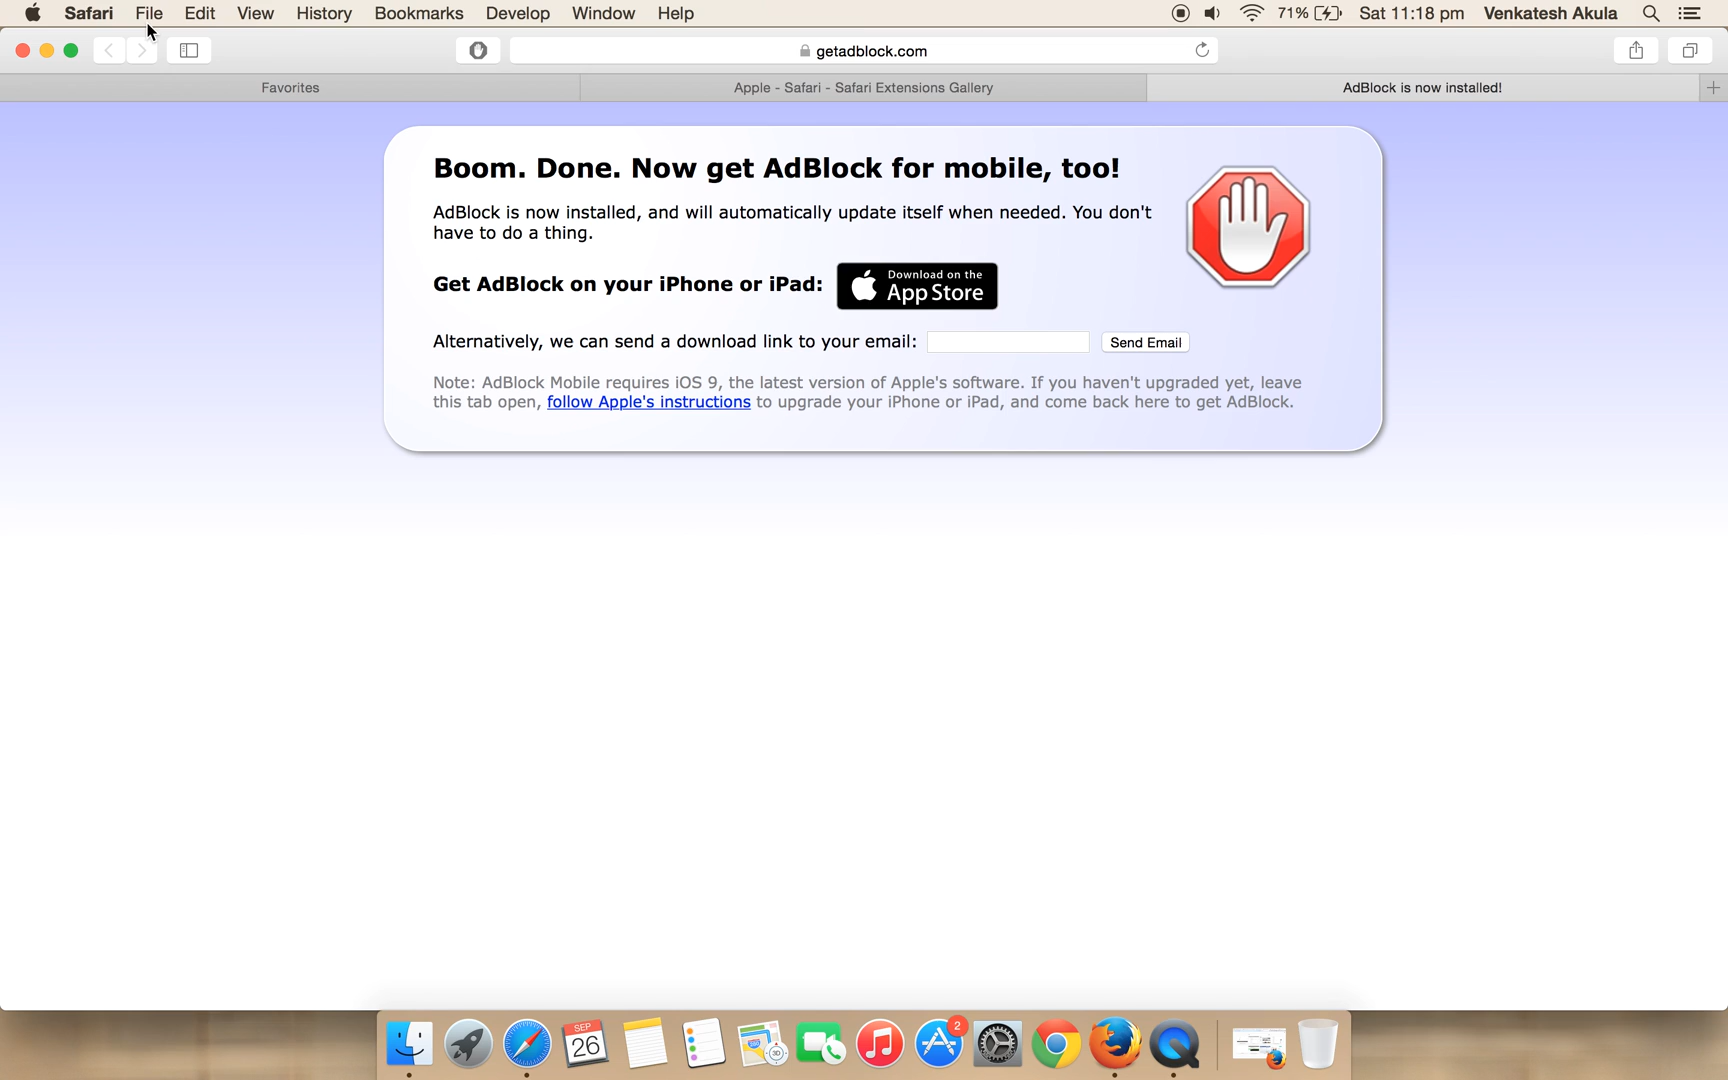 Safari File Edit View History Bookmarks Develop Window Help 71% Sat 11:18 pm Venkatesh Akula
getadblock.com
Favorites Apple - Safari - Safari Extensions Gallery AdBlock is now installed!
Boom. Done. Now get AdBlock for mobile, too!
AdBlock is now installed, and will automatically update itself when needed. You don't
have to do a thing.
Get AdBlock on your iPhone or iPad: Download on the
App Store
Alternatively, we can send a download link to your email: Send Email
Note: AdBlock Mobile requires iOS 9, the latest version of Apple's software. If you haven't upgraded yet, leave
this tab open, follow Apple's instructions to upgrade your iPhone or iPad, and come back here to get AdBlock.
SEP
26
3D
2